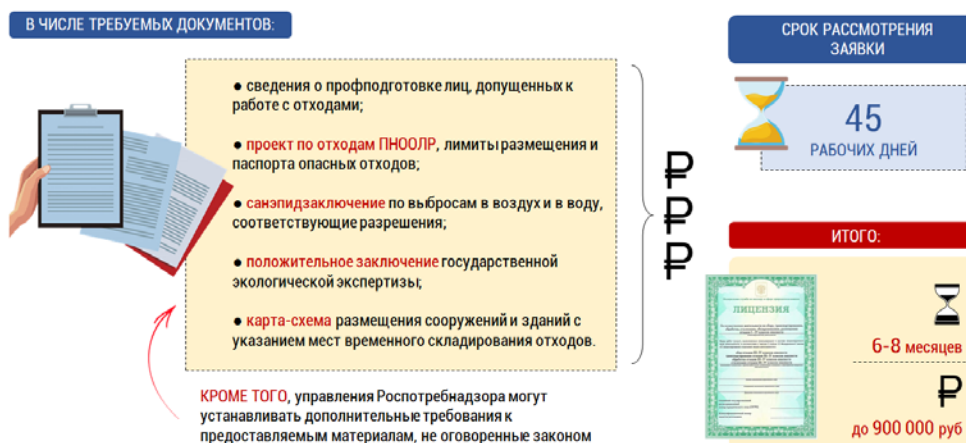 В ЧИСЛЕ ТРЕБУЕМЫХ ДОКУМЕНТОВ:
● сведения о профподготовке лиц, допущенных к
работе с отходами;
● проект по отходам ПНООЛР, лимиты размещения и
паспорта опасных отходов;
● санэпидзаключение по выбросам в воздух и в воду,
соответствующие разрешения;
● положительное заключение государственной
экологической экспертизы;
● карта-схема размещения сооружений и зданий с
указанием мест временного складирования отходов.
КРОМЕ ТОГО, управления Роспотребнадзора могут
устанавливать дополнительные требования к
предоставляемым материалам, не оговоренные законом
₽
₽
₽
СРОК РАССМОТРЕНИЯ
ЗАЯВКИ
45
РАБОЧИХ ДНЕЙ
ИТОГО:
ЛИЦЕНЗИЯ
6-8 месяцев
₽
до 900 000 руб